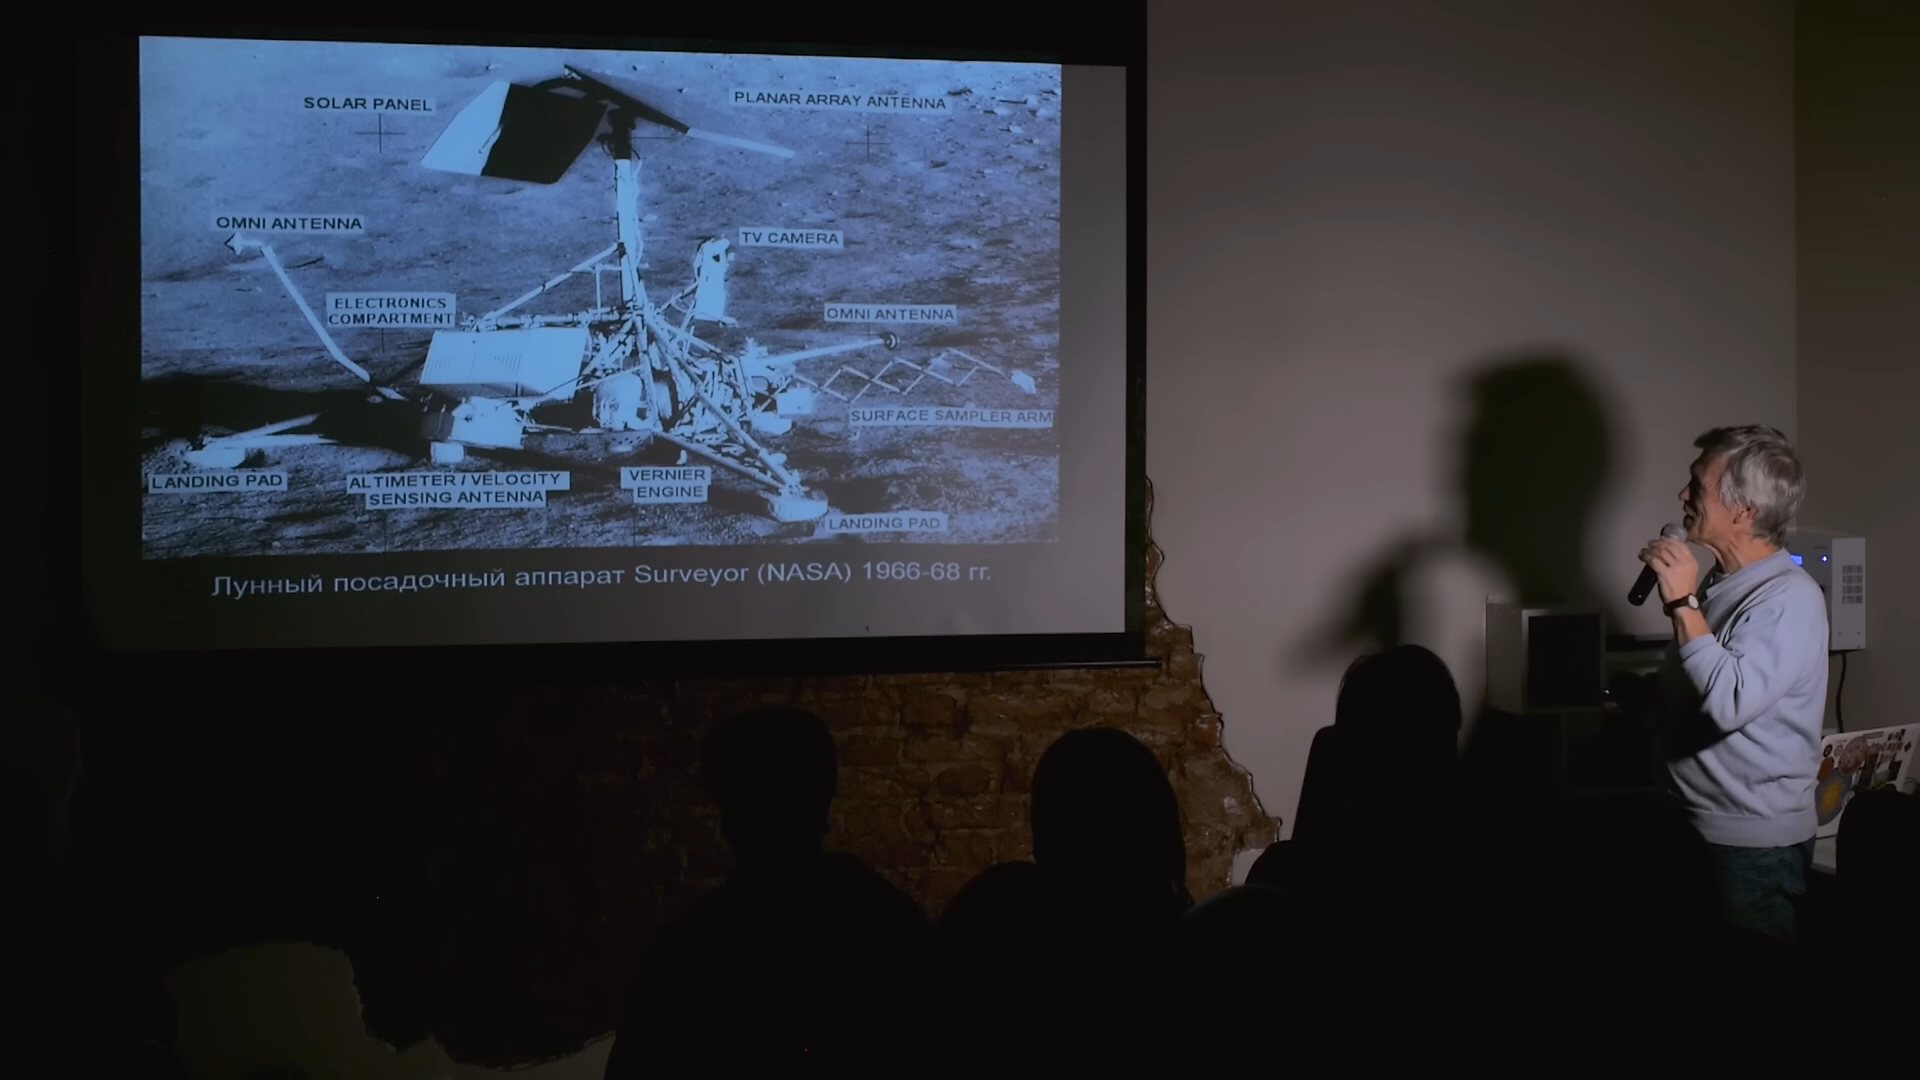 SOLAR PANEL
PLANAR ARRAY ANTENNA
OMNI ANTENNA
TV CAMERA
ELECTRONICS
COMPARTMENT
OMNI ANTENNA
SURFACE SAMPLER ARM
LANDING PAD
ALTIMETER / VELOCITY
SENSING ANTENNA
VERNIER
ENGINE
LANDING PAD
Лунный посадочный аппарат Surveyor (NASA) 1966-68 гг.